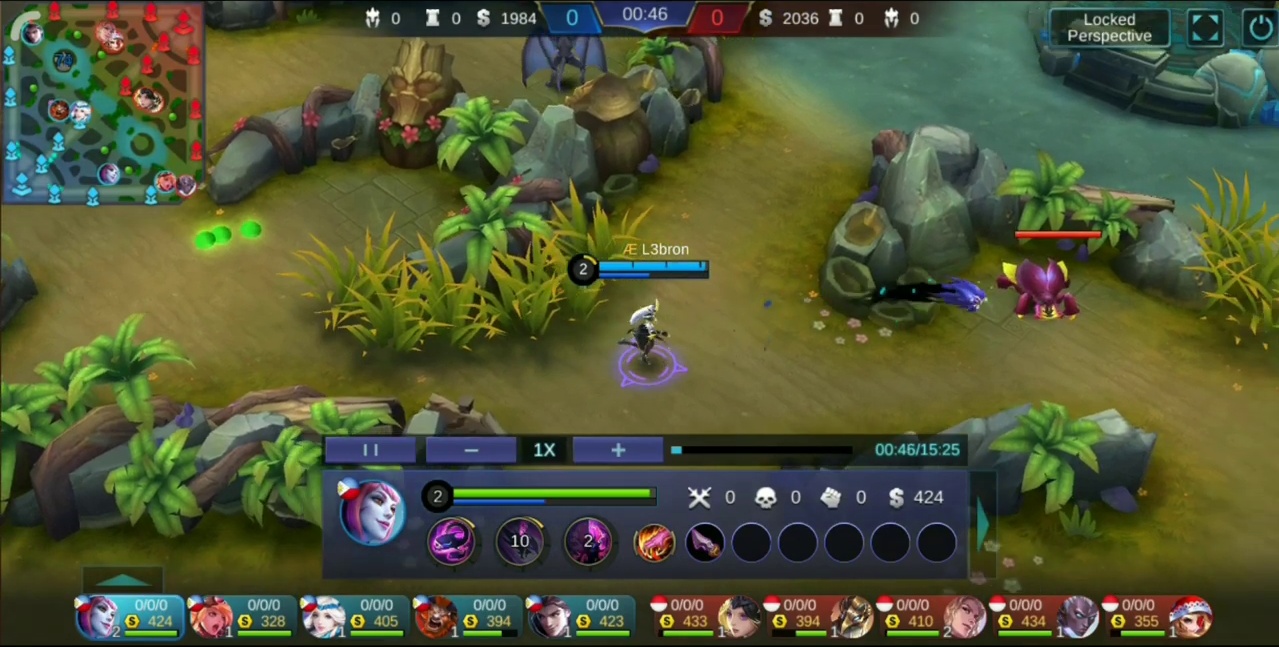 0 0 1984 0 00:46 0 2036 0 0
Locked
Perspective
Æ L3bron
2
1X 00:46/15:25
2 0 0 0 424
10 2
0/0/0 0/0/0 0/0/0 0/0/0 0/0/0 0/0/0 0/0/0 0/0/0 0/0/0 0/0/0
424 328 405 394 423 433 394 410 434 355
2 1 1 1 1 1 1 2 1 1